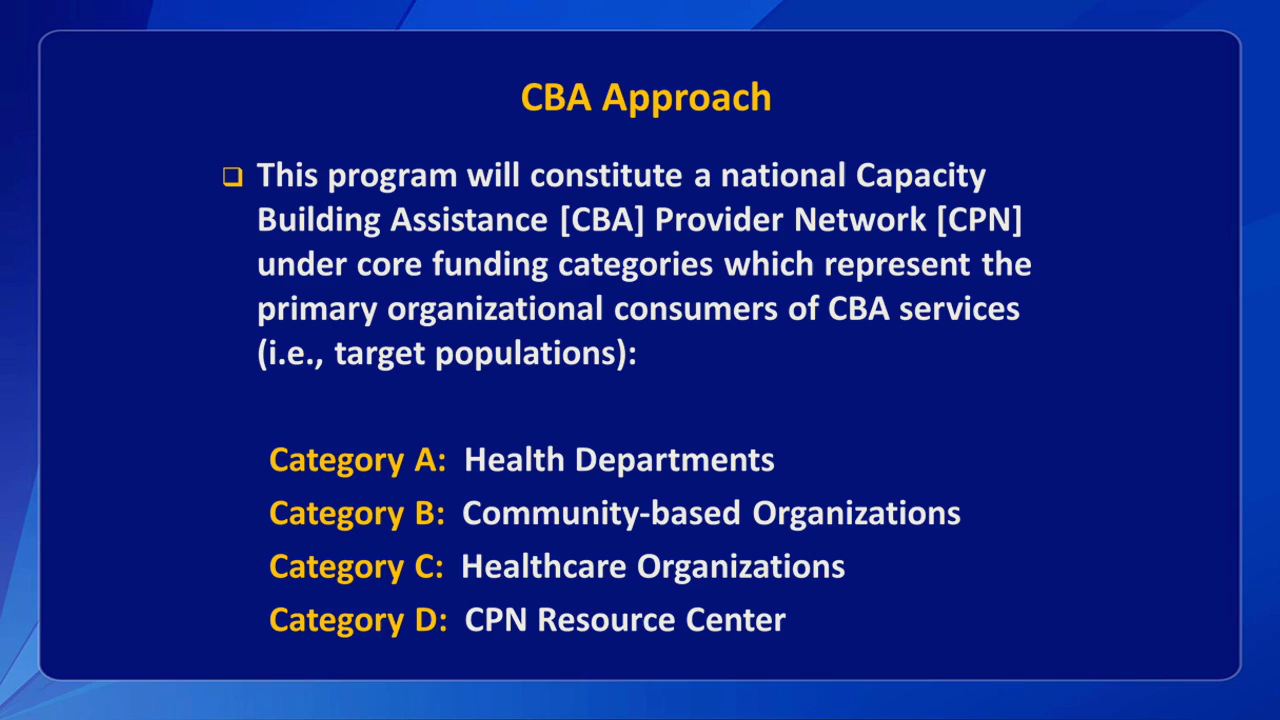 CBA Approach
This program will constitute a national Capacity
Building Assistance [CBA] Provider Network [CPN]
under core funding categories which represent the
primary organizational consumers of CBA services
(i.e., target populations):
Category A: Health Departments
Category B: Community-based Organizations
Category C: Healthcare Organizations
Category D: CPN Resource Center